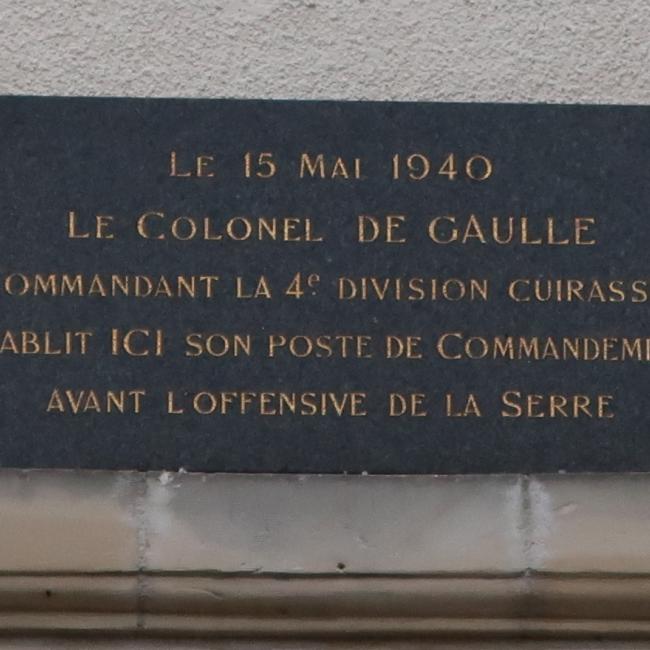 LE 15 MAI 1940
LE COLONEL DE GAULLE
OMMANDANT LA 4e DIVISION CUIRASS
ABLIT ICI SON POSTE DE COMMANDEM
AVANT L'OFFENSIVE DE LA SERRE